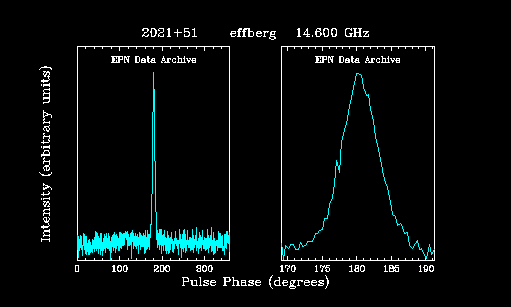 2021+51 effberg 14.600 GHz
EPN Data Archive EPN Data Archive
Intensity (arbitrary units)
0 100 200 300 170 175 180 185 190
Pulse Phase (degrees)